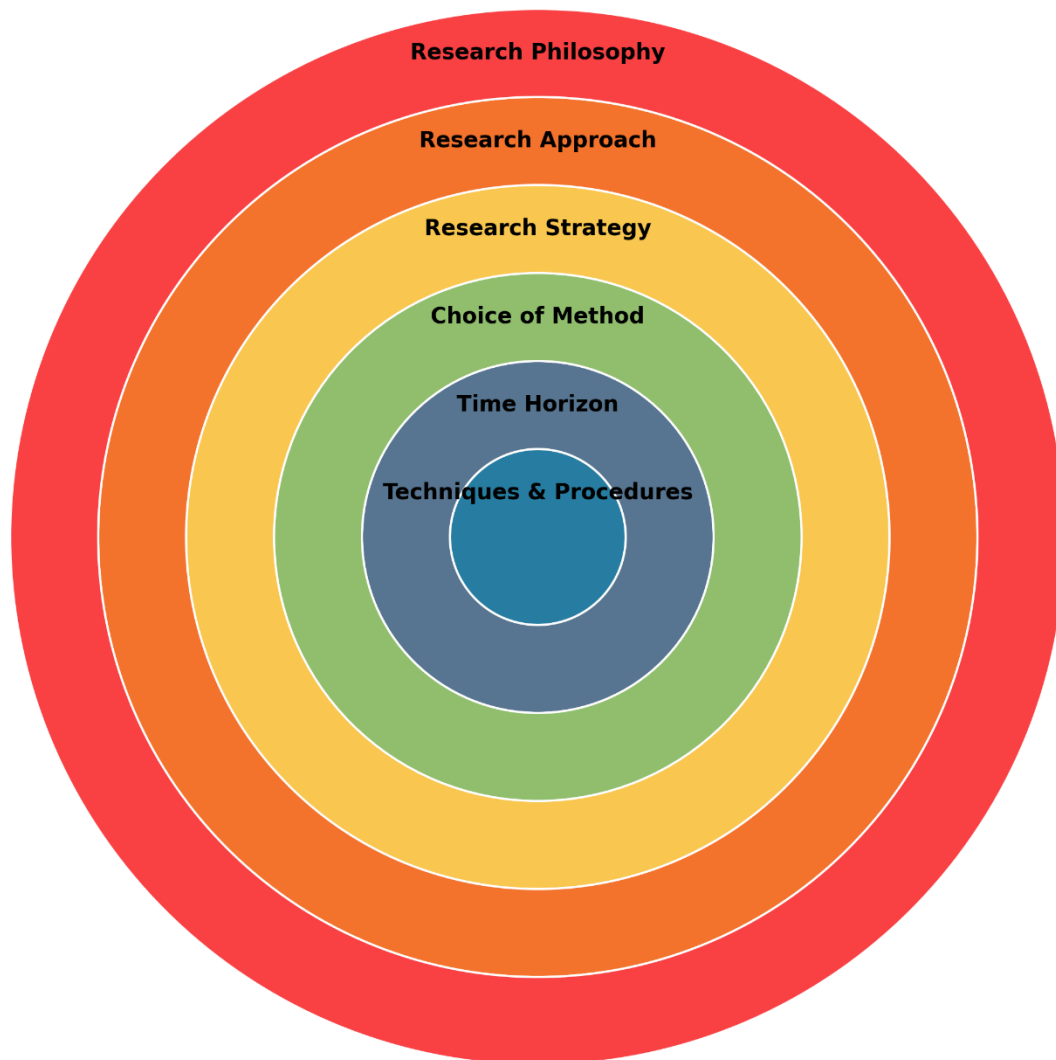 Research Philosophy
Research Approach
Research Strategy
Choice of Method
Time Horizon
Techniques & Procedures